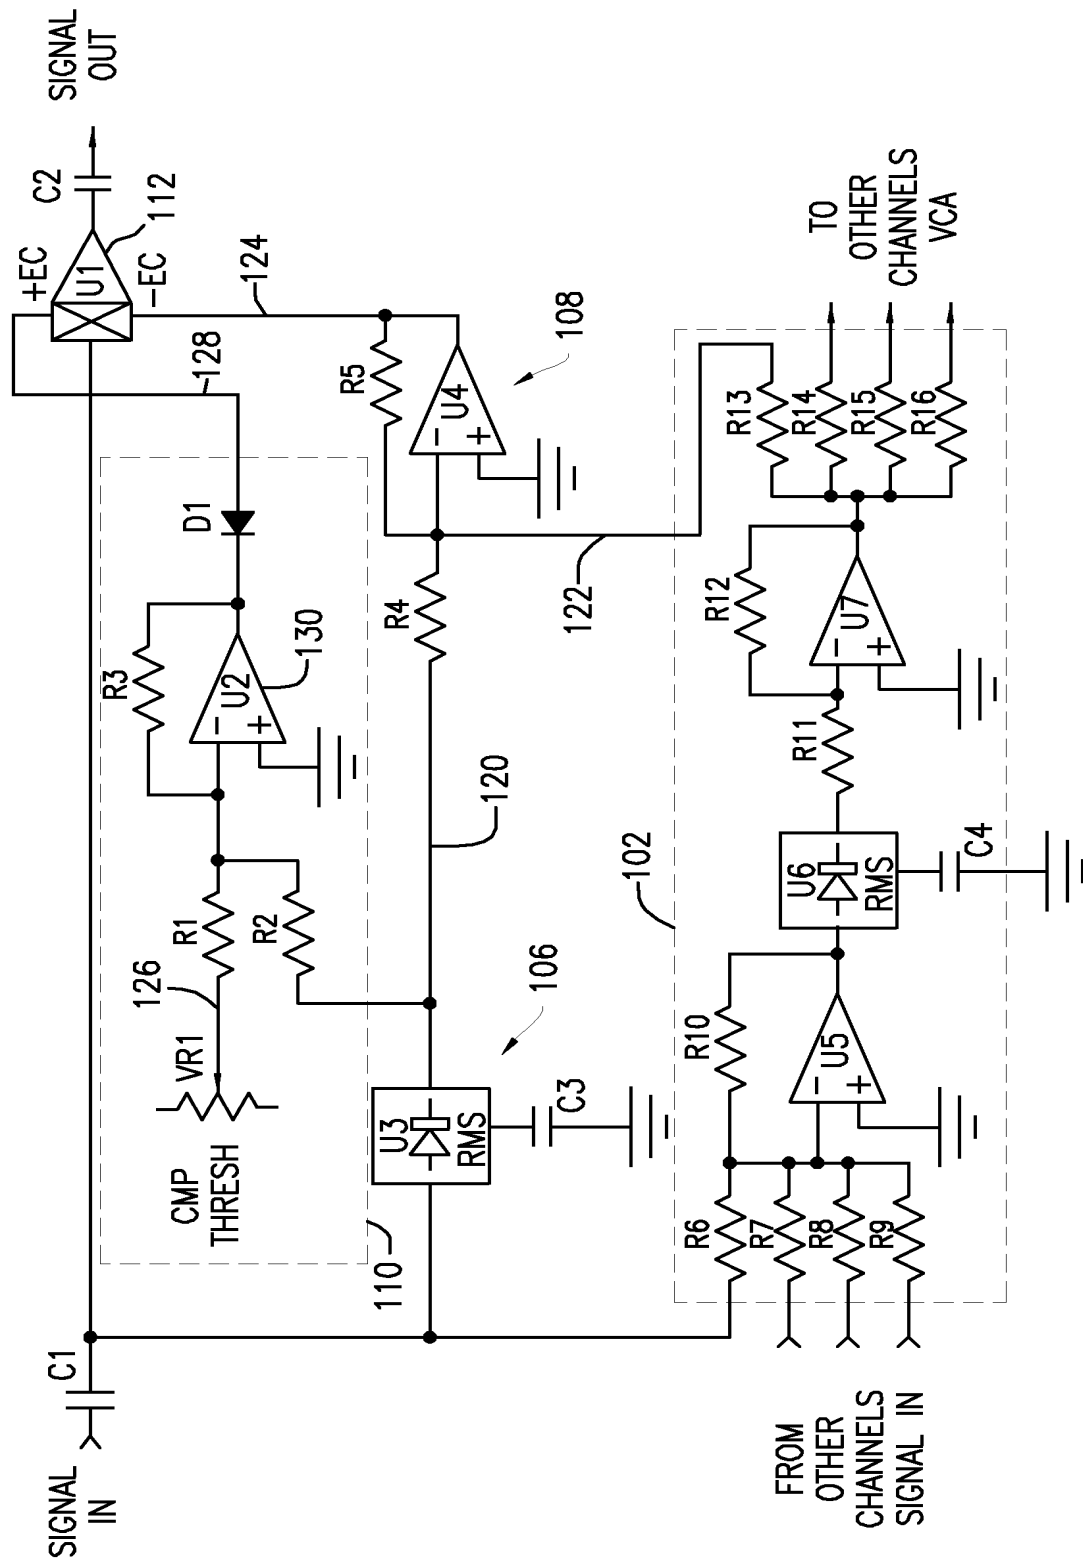 SIGNAL
IN
C1
CMP
THRESH
VR1
126
R1
R2
R3
U2
−
+
130
D1
128
+EC
U1
−EC
112
C2
SIGNAL
OUT
110
U3
RMS
C3
106
120
R4
R5
U4
−
+
108
124
122
102
FROM
OTHER
CHANNELS
SIGNAL IN
R6
R7
R8
R9
R10
U5
−
+
U6
RMS
C4
R11
R12
U7
−
+
R13
R14
R15
R16
TO
OTHER
CHANNELS
VCA